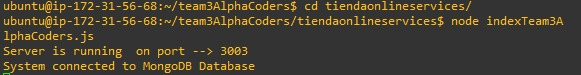 ubuntu@ip-172-31-56-68:~/team3AlphaCoders$ cd tiendaonlineservices/
ubuntu@ip-172-31-56-68:~/team3AlphaCoders/tiendaonlineservices$ node indexTeam3A
lphaCoders.js
Server is running  on port --> 3003
System connected to MongoDB Database